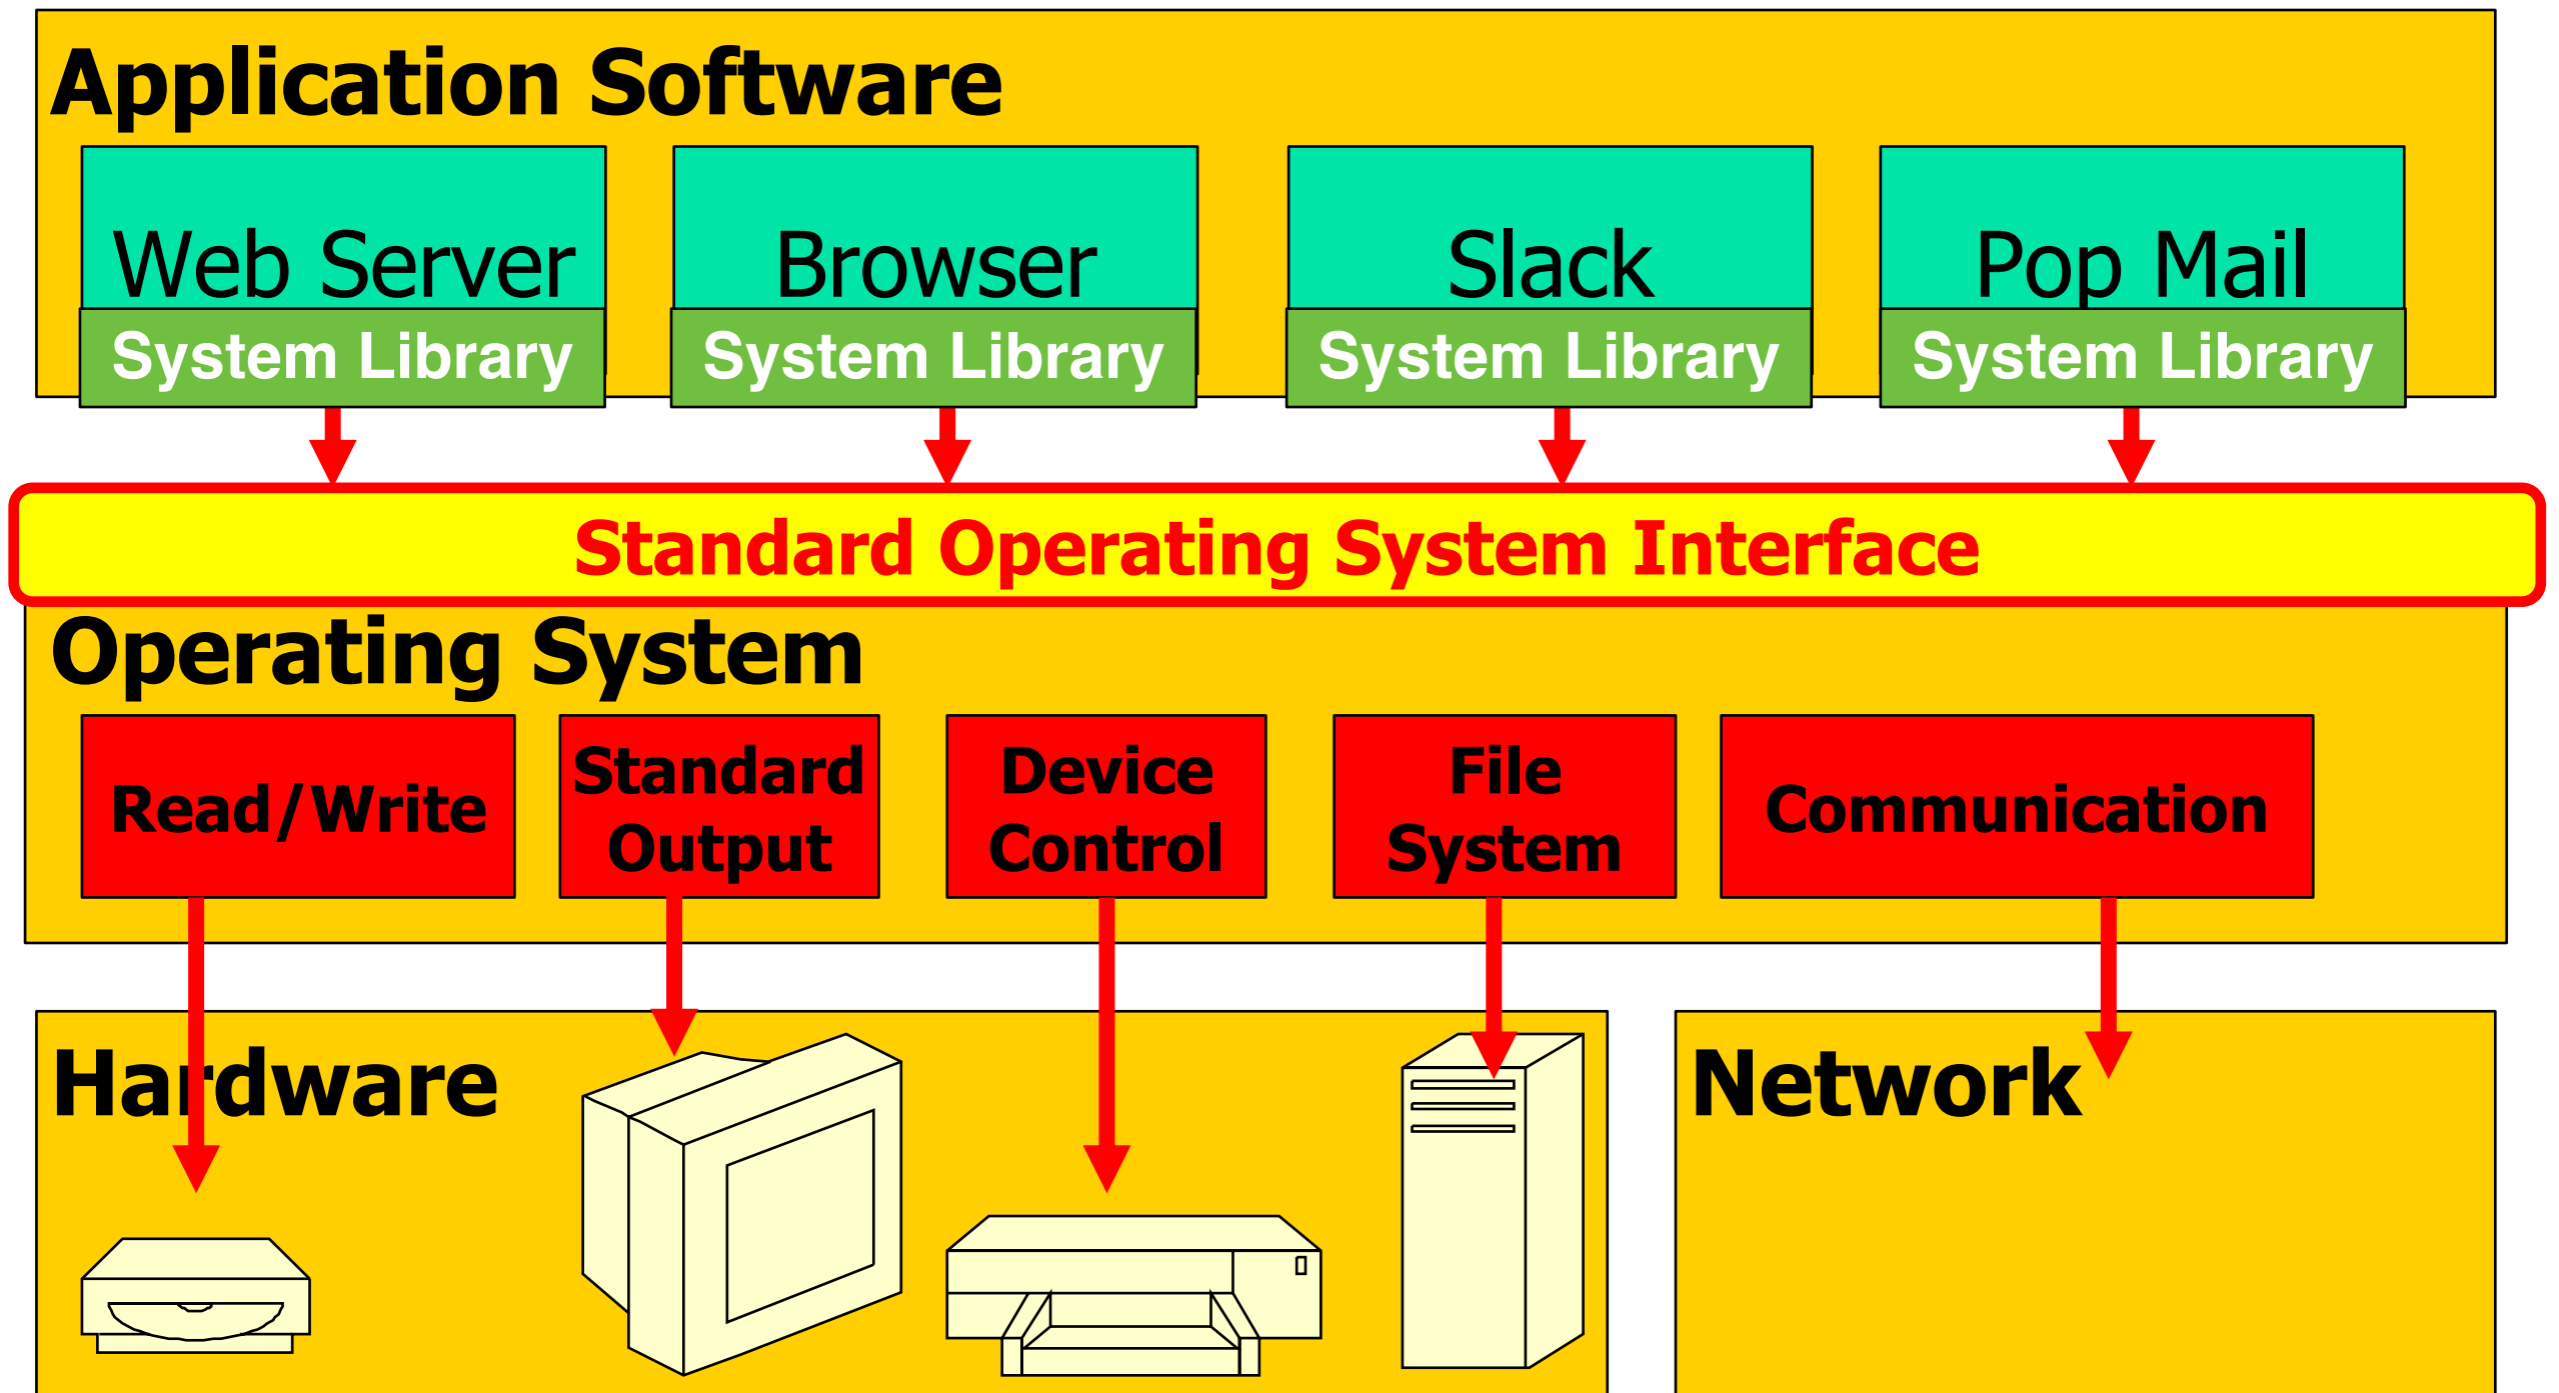 Application Software
Web Server
Browser
Slack
Pop Mail
System Library
System Library
System Library
System Library
Standard Operating System Interface
Operating System
Read/Write
Standard
Output
Device
Control
File
System
Communication
Hardware
Network